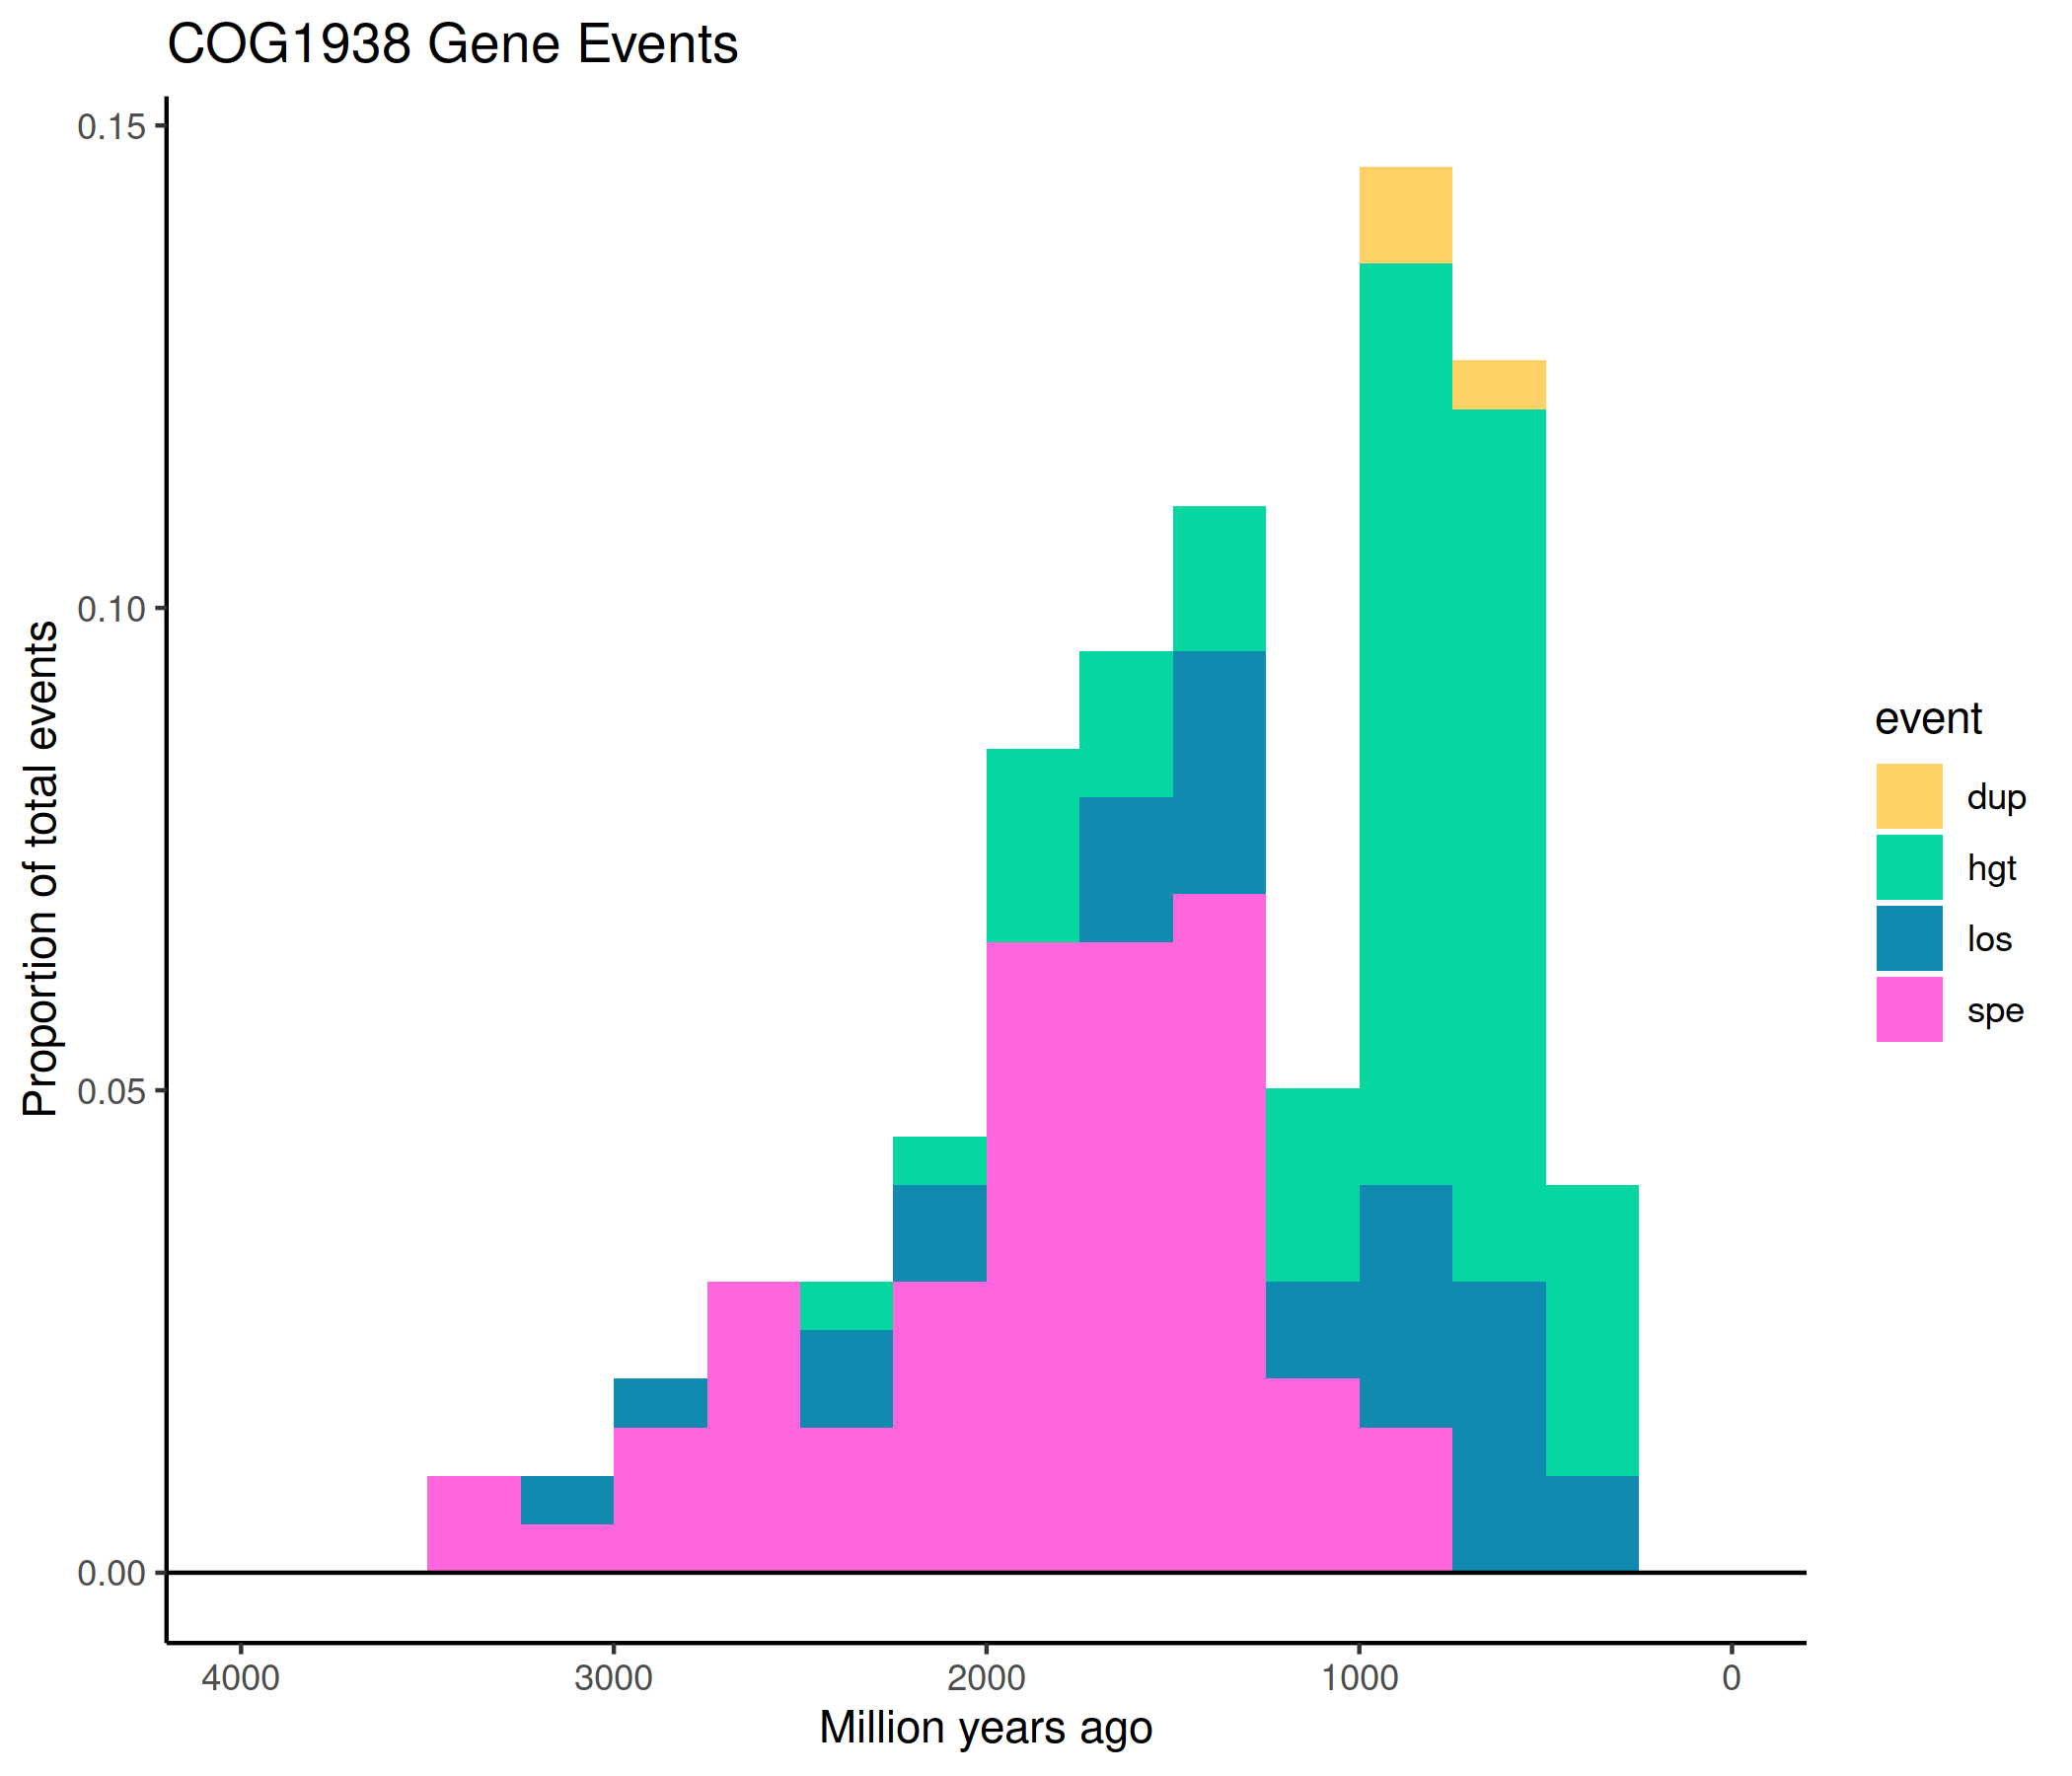 COG1938 Gene Events
0.15
0.10
0.05
0.00
Proportion of total events
4000 3000 2000 1000 0
Million years ago
event
dup
hgt
los
spe